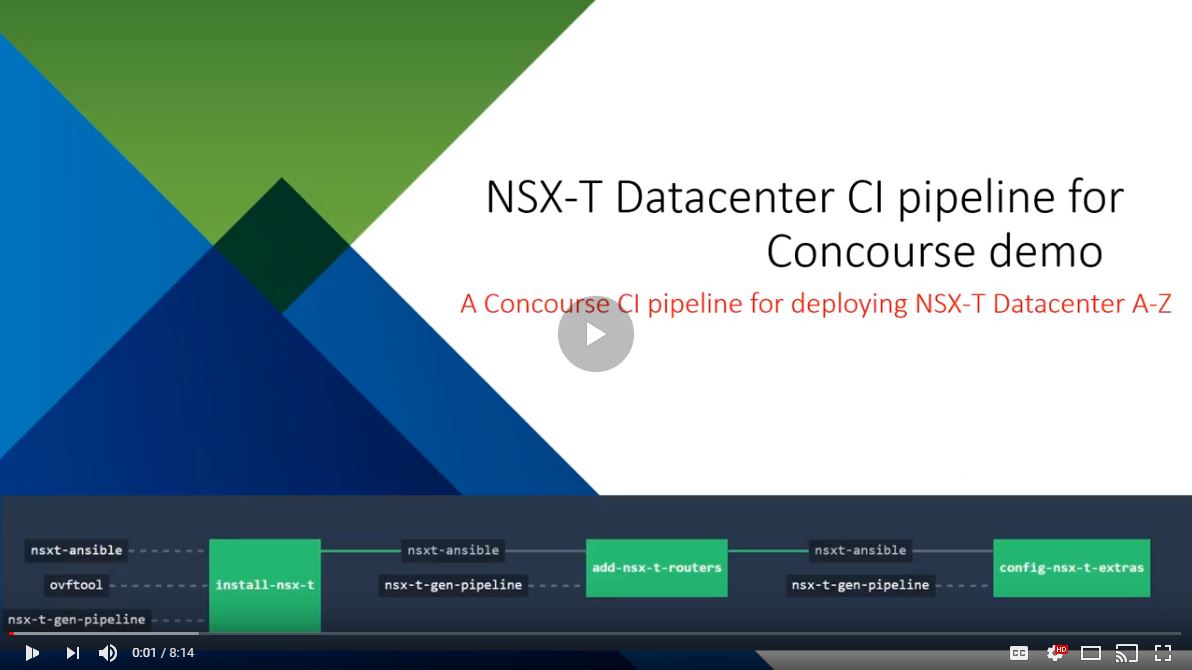 NSX-T Datacenter CI pipeline for
Concourse demo
A Concourse CI pipeline for deploying NSX-T Datacenter A-Z
nsxt-ansible
ovftool
nsx-t-gen-pipeline
install-nsx-t
nsxt-ansible
nsx-t-gen-pipeline
add-nsx-t-routers
nsxt-ansible
nsx-t-gen-pipeline
config-nsx-t-extras
0:01 / 8:14
CC
HD